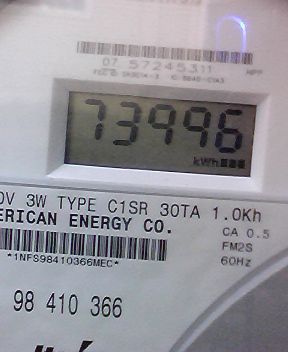 07 57245311
73996
kWh
0V 3W TYPE C1SR 30TA 1.0Kh
ERICAN ENERGY CO.
CA 0.5
FM2S
*1NFS98410366MEC*
60Hz
98 410 366